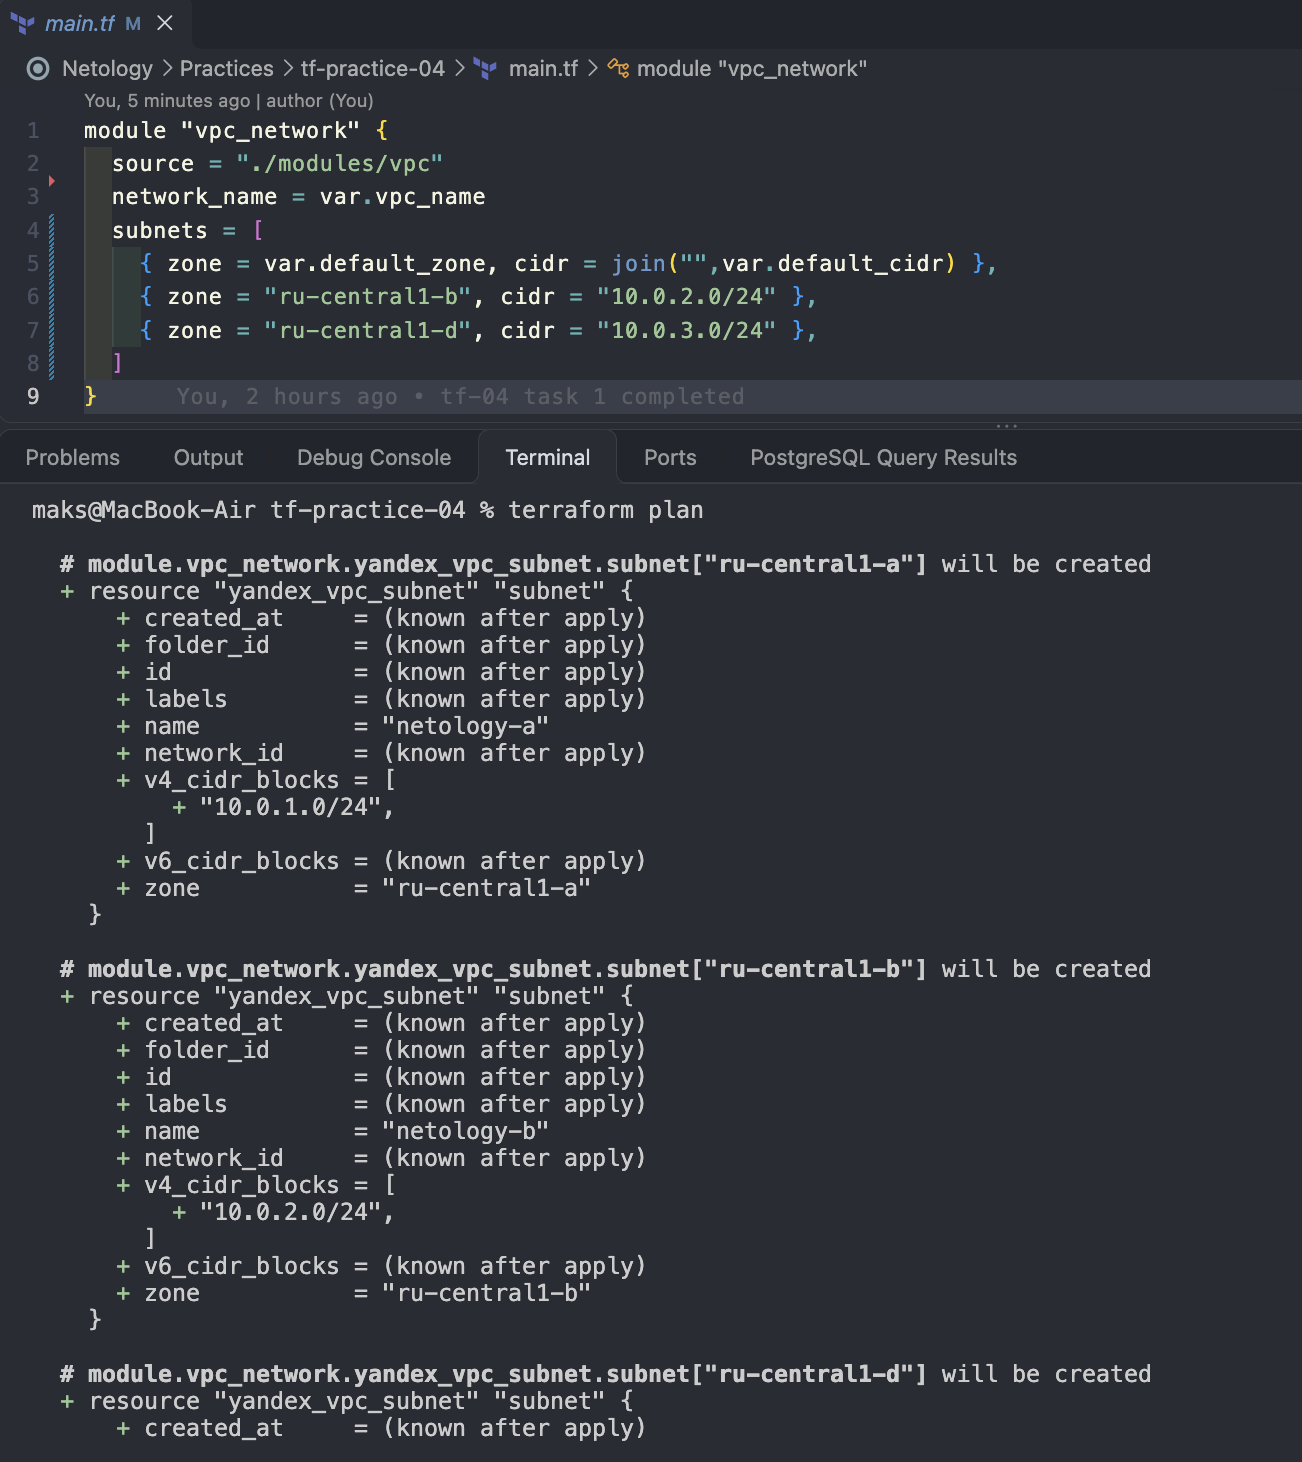 main.tf M
Netology > Practices > tf-practice-04 > main.tf > module "vpc_network"
You, 5 minutes ago | author (You)
1 module "vpc_network" {
2 source = "./modules/vpc"
3 network_name = var.vpc_name
4 subnets = [
5 { zone = var.default_zone, cidr = join("",var.default_cidr) },
6 { zone = "ru-central1-b", cidr = "10.0.2.0/24" },
7 { zone = "ru-central1-d", cidr = "10.0.3.0/24" },
8 ]
9 } You, 2 hours ago • tf-04 task 1 completed
Problems Output Debug Console Terminal Ports PostgreSQL Query Results
maks@MacBook-Air tf-practice-04 % terraform plan
# module.vpc_network.yandex_vpc_subnet.subnet["ru-central1-a"] will be created
+ resource "yandex_vpc_subnet" "subnet" {
+ created_at = (known after apply)
+ folder_id = (known after apply)
+ id = (known after apply)
+ labels = (known after apply)
+ name = "netology-a"
+ network_id = (known after apply)
+ v4_cidr_blocks = [
+ "10.0.1.0/24",
]
+ v6_cidr_blocks = (known after apply)
+ zone = "ru-central1-a"
}
# module.vpc_network.yandex_vpc_subnet.subnet["ru-central1-b"] will be created
+ resource "yandex_vpc_subnet" "subnet" {
+ created_at = (known after apply)
+ folder_id = (known after apply)
+ id = (known after apply)
+ labels = (known after apply)
+ name = "netology-b"
+ network_id = (known after apply)
+ v4_cidr_blocks = [
+ "10.0.2.0/24",
]
+ v6_cidr_blocks = (known after apply)
+ zone = "ru-central1-b"
}
# module.vpc_network.yandex_vpc_subnet.subnet["ru-central1-d"] will be created
+ resource "yandex_vpc_subnet" "subnet" {
+ created_at = (known after apply)